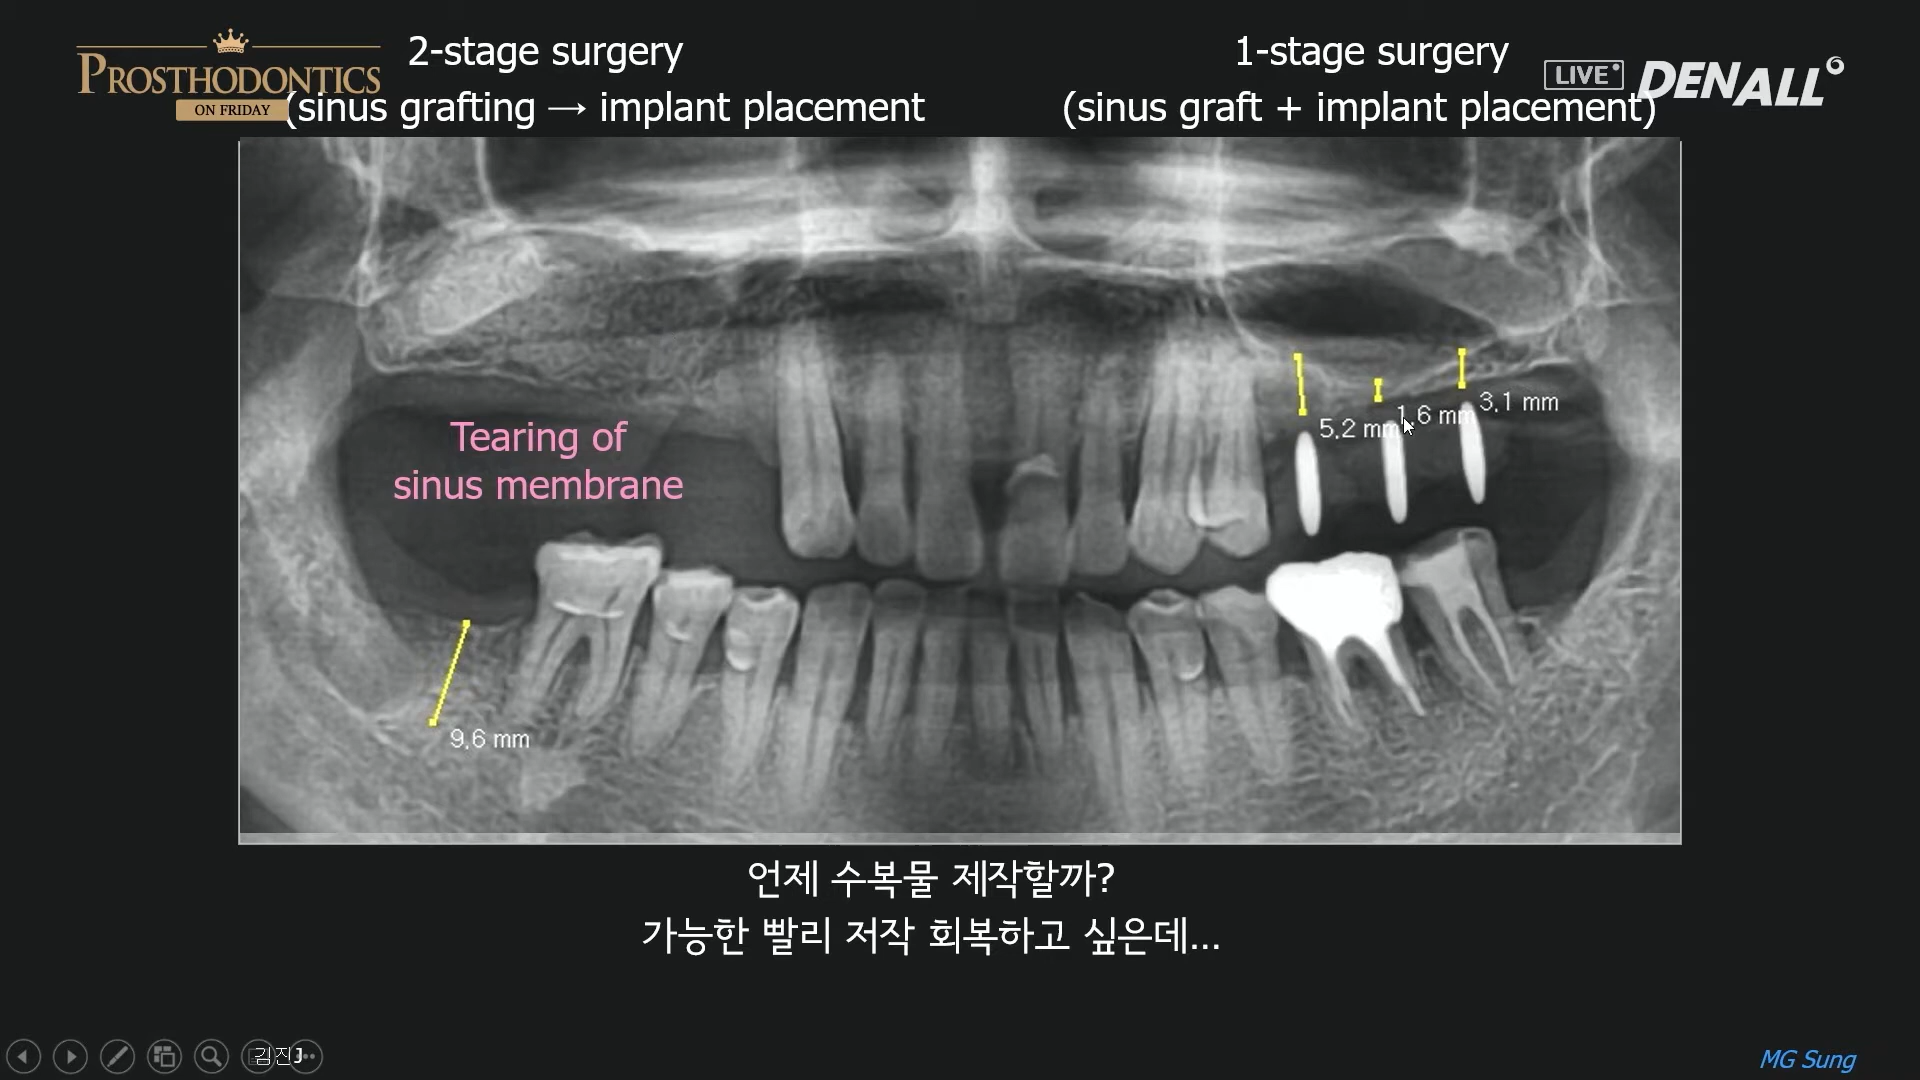 2-stage surgery
(sinus grafting → implant placement
1-stage surgery
(sinus graft + implant placement)
PROSTHODONTICS
ON FRIDAY
LIVE
DENALL
Tearing of
sinus membrane
5.2 mm
1.6 mm
3.1 mm
9.6 mm
언제 수복물 제작할까?
가능한 빨리 저작 회복하고 싶은데...
김진
MG Sung